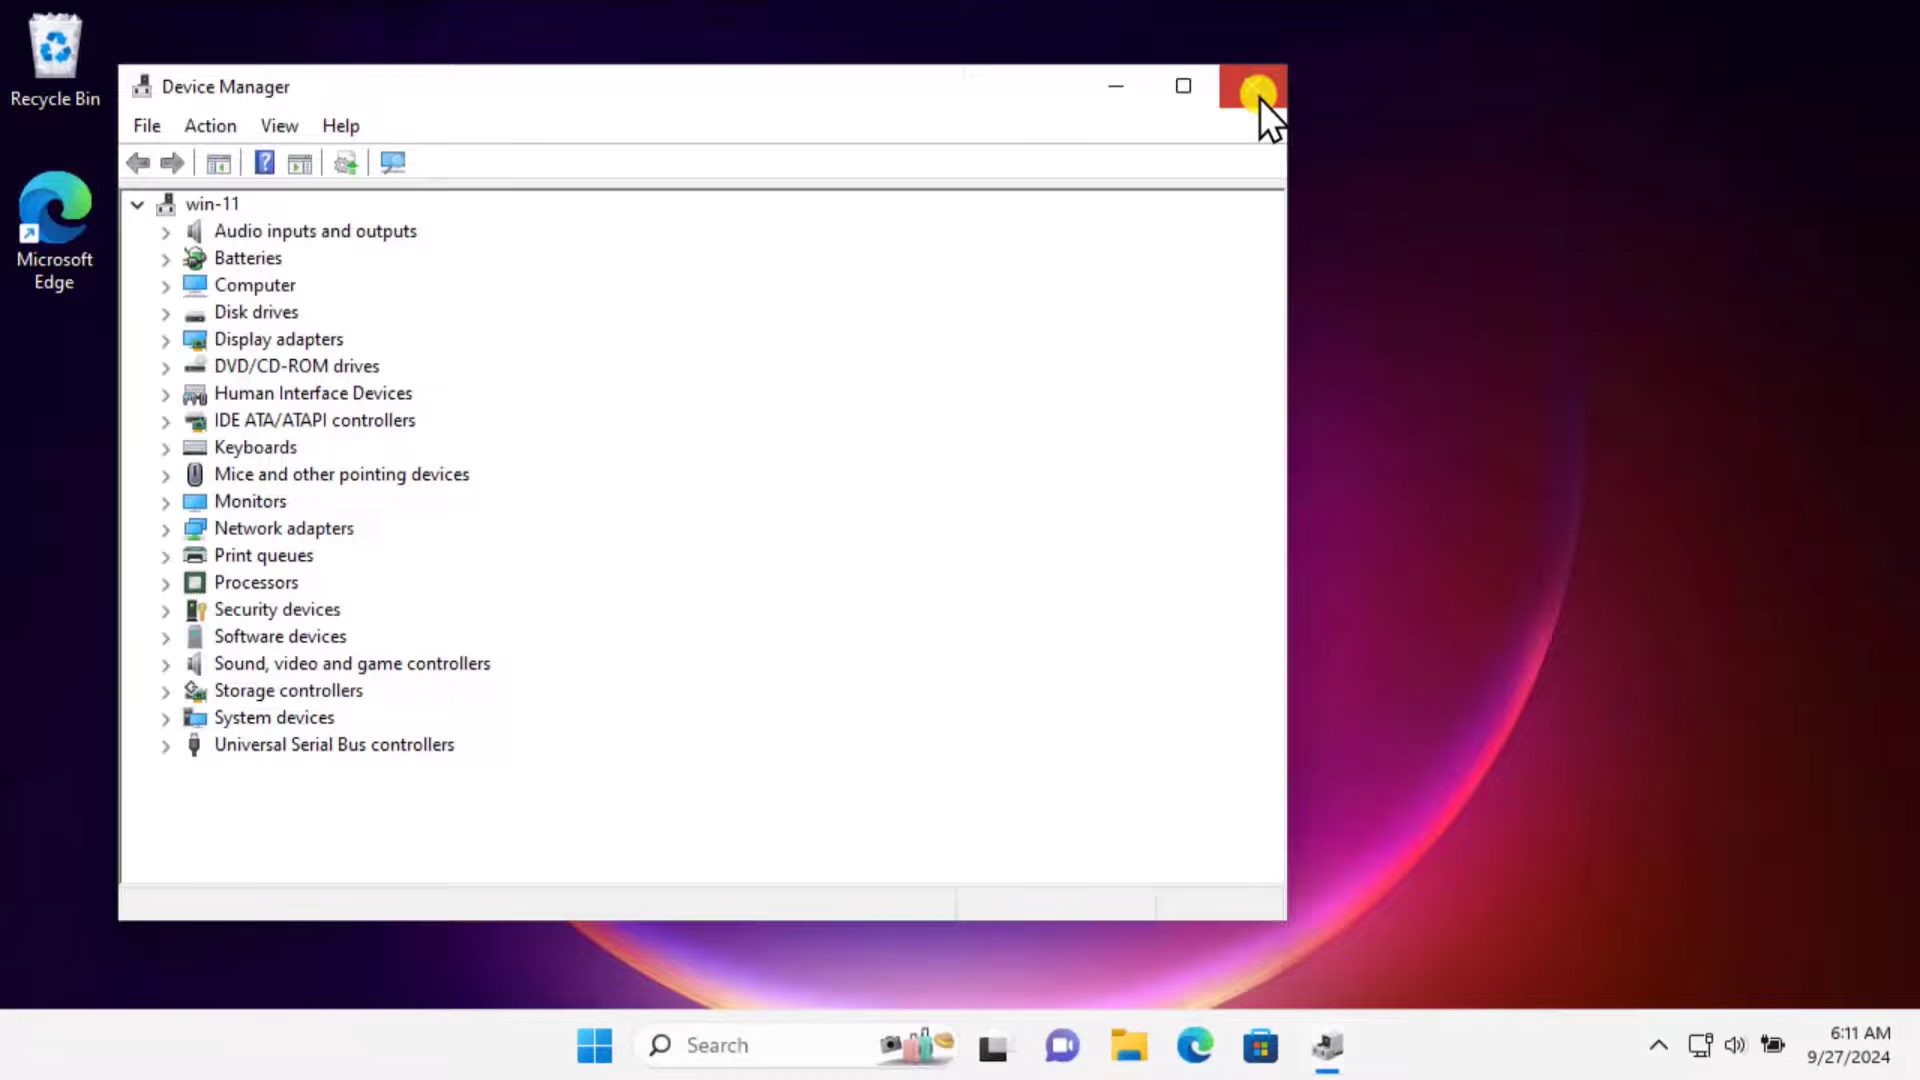 Recycle Bin
Microsoft
Edge
Device Manager
File Action View Help
win-11
Audio inputs and outputs
Batteries
Computer
Disk drives
Display adapters
DVD/CD-ROM drives
Human Interface Devices
IDE ATA/ATAPI controllers
Keyboards
Mice and other pointing devices
Monitors
Network adapters
Print queues
Processors
Security devices
Software devices
Sound, video and game controllers
Storage controllers
System devices
Universal Serial Bus controllers
Search
6:11 AM
9/27/2024